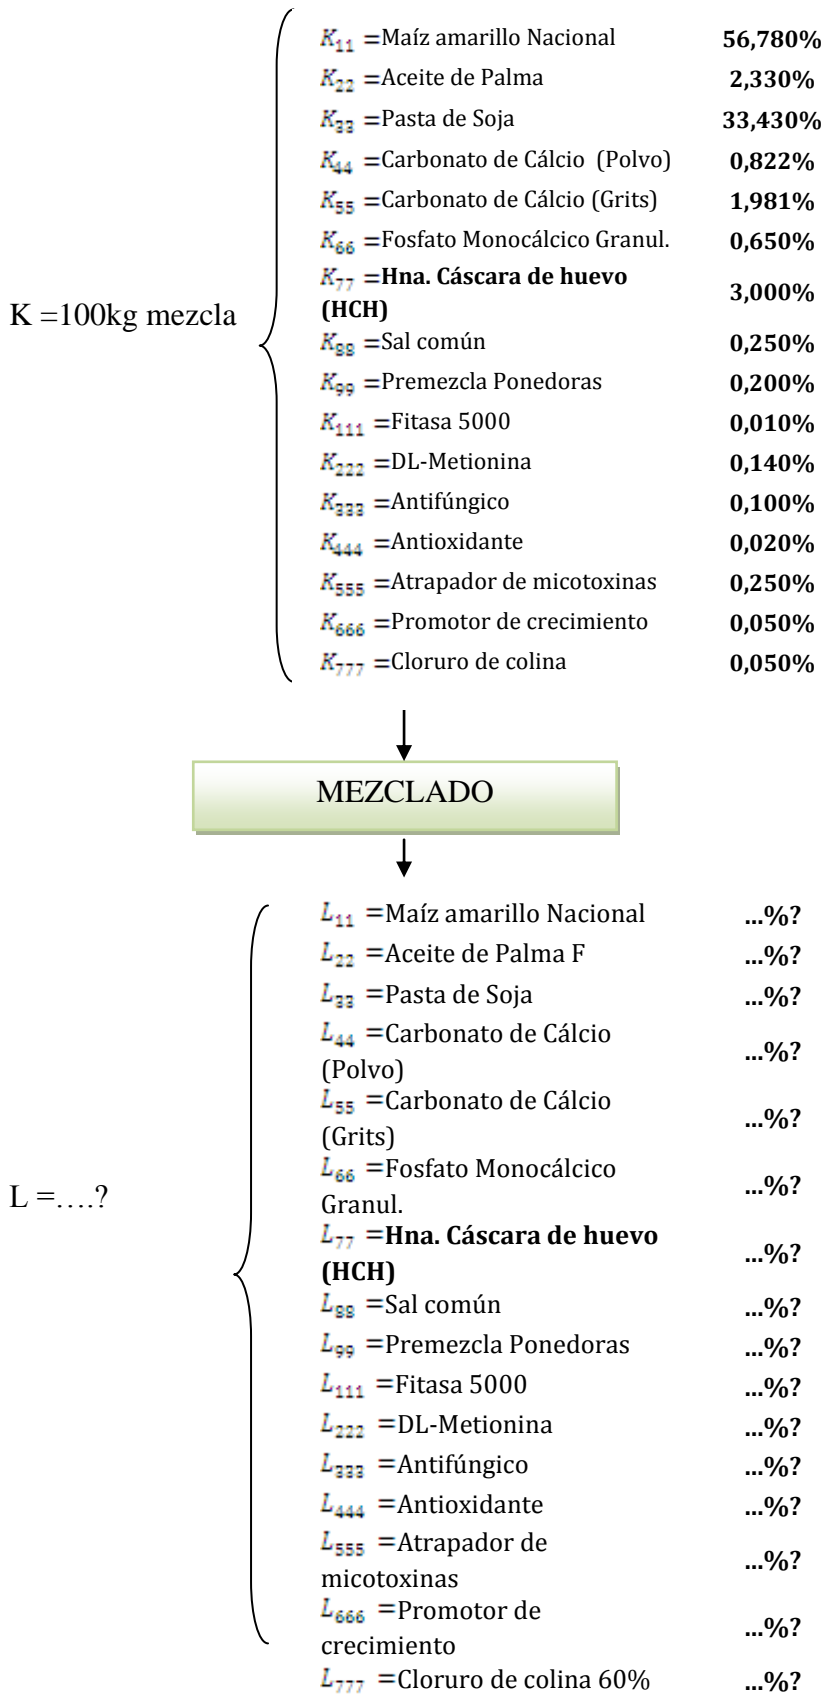 K₁₁ =Maíz amarillo Nacional 56,780%
K₂₂ =Aceite de Palma 2,330%
K₃₃ =Pasta de Soja 33,430%
K₄₄ =Carbonato de Cálcio (Polvo) 0,822%
K₅₅ =Carbonato de Cálcio (Grits) 1,981%
K₆₆ =Fosfato Monocálcico Granul. 0,650%
K =100kg mezcla
K₇₇ =Hna. Cáscara de huevo
(HCH) 3,000%
K₈₈ =Sal común 0,250%
K₉₉ =Premezcla Ponedoras 0,200%
K₁₁₁ =Fitasa 5000 0,010%
K₂₂₂ =DL-Metionina 0,140%
K₃₃₃ =Antifúngico 0,100%
K₄₄₄ =Antioxidante 0,020%
K₅₅₅ =Atrapador de micotoxinas 0,250%
K₆₆₆ =Promotor de crecimiento 0,050%
K₇₇₇ =Cloruro de colina 0,050%
MEZCLADO
L₁₁ =Maíz amarillo Nacional ...%?
L₂₂ =Aceite de Palma F ...%?
L₃₃ =Pasta de Soja ...%?
L₄₄ =Carbonato de Cálcio
(Polvo) ...%?
L₅₅ =Carbonato de Cálcio
(Grits) ...%?
L =....?
L₆₆ =Fosfato Monocálcico
Granul. ...%?
L₇₇ =Hna. Cáscara de huevo
(HCH) ...%?
L₈₈ =Sal común ...%?
L₉₉ =Premezcla Ponedoras ...%?
L₁₁₁ =Fitasa 5000 ...%?
L₂₂₂ =DL-Metionina ...%?
L₃₃₃ =Antifúngico ...%?
L₄₄₄ =Antioxidante ...%?
L₅₅₅ =Atrapador de
micotoxinas ...%?
L₆₆₆ =Promotor de
crecimiento ...%?
L₇₇₇ =Cloruro de colina 60% ...%?